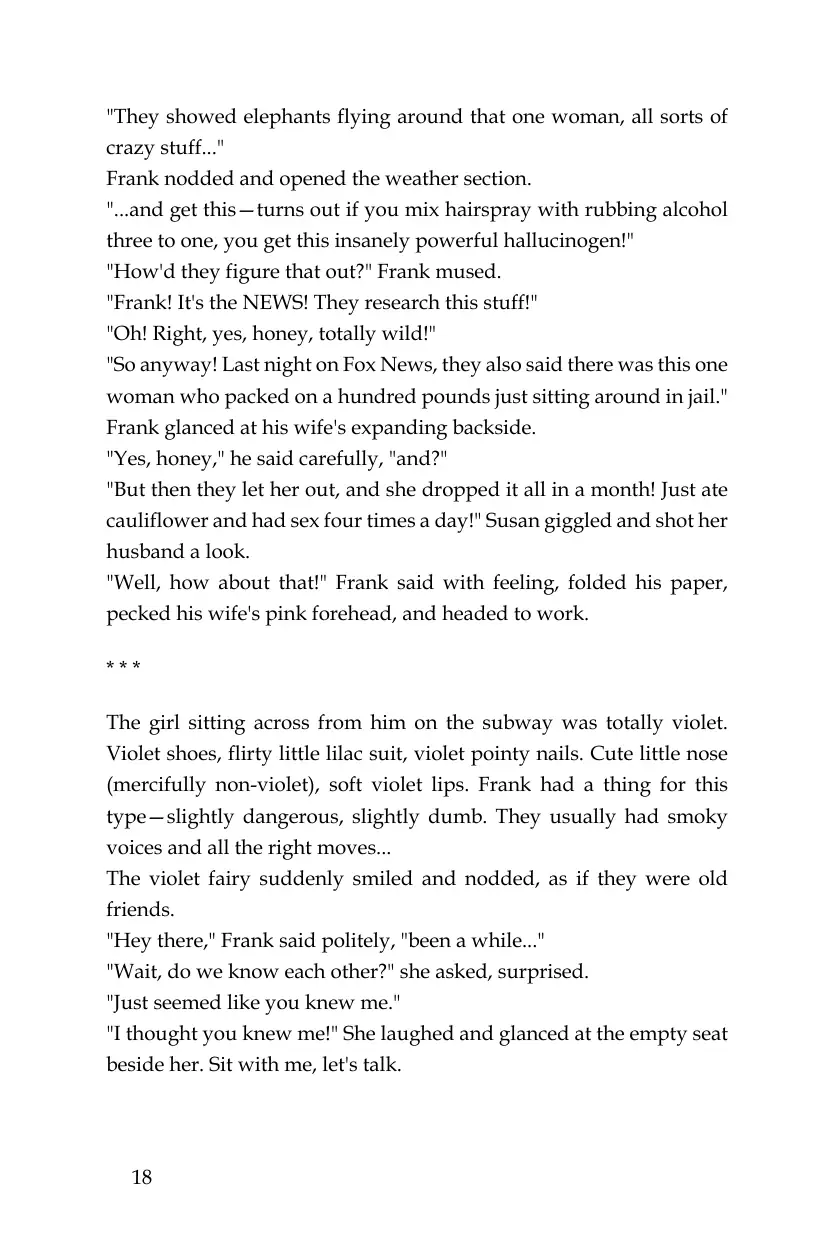 "They showed elephants flying around that one woman, all sorts of
crazy stuff..."
Frank nodded and opened the weather section.
"...and get this—turns out if you mix hairspray with rubbing alcohol
three to one, you get this insanely powerful hallucinogen!"
"How'd they figure that out?" Frank mused.
"Frank! It's the NEWS! They research this stuff!"
"Oh! Right, yes, honey, totally wild!"
"So anyway! Last night on Fox News, they also said there was this one
woman who packed on a hundred pounds just sitting around in jail."
Frank glanced at his wife's expanding backside.
"Yes, honey," he said carefully, "and?"
"But then they let her out, and she dropped it all in a month! Just ate
cauliflower and had sex four times a day!" Susan giggled and shot her
husband a look.
"Well, how about that!" Frank said with feeling, folded his paper,
pecked his wife's pink forehead, and headed to work.
* * *
The girl sitting across from him on the subway was totally violet.
Violet shoes, flirty little lilac suit, violet pointy nails. Cute little nose
(mercifully non-violet), soft violet lips. Frank had a thing for this
type—slightly dangerous, slightly dumb. They usually had smoky
voices and all the right moves...
The violet fairy suddenly smiled and nodded, as if they were old
friends.
"Hey there," Frank said politely, "been a while..."
"Wait, do we know each other?" she asked, surprised.
"Just seemed like you knew me."
"I thought you knew me!" She laughed and glanced at the empty seat
beside her. Sit with me, let's talk.
18